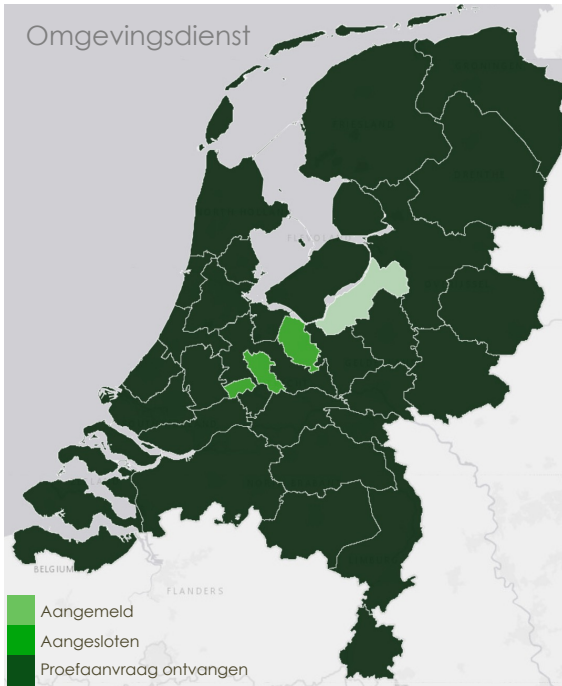 Omgevingsdienst
BELGIUM
FLANDERS
Aangemeld
Aangesloten
Proefaanvraag ontvangen